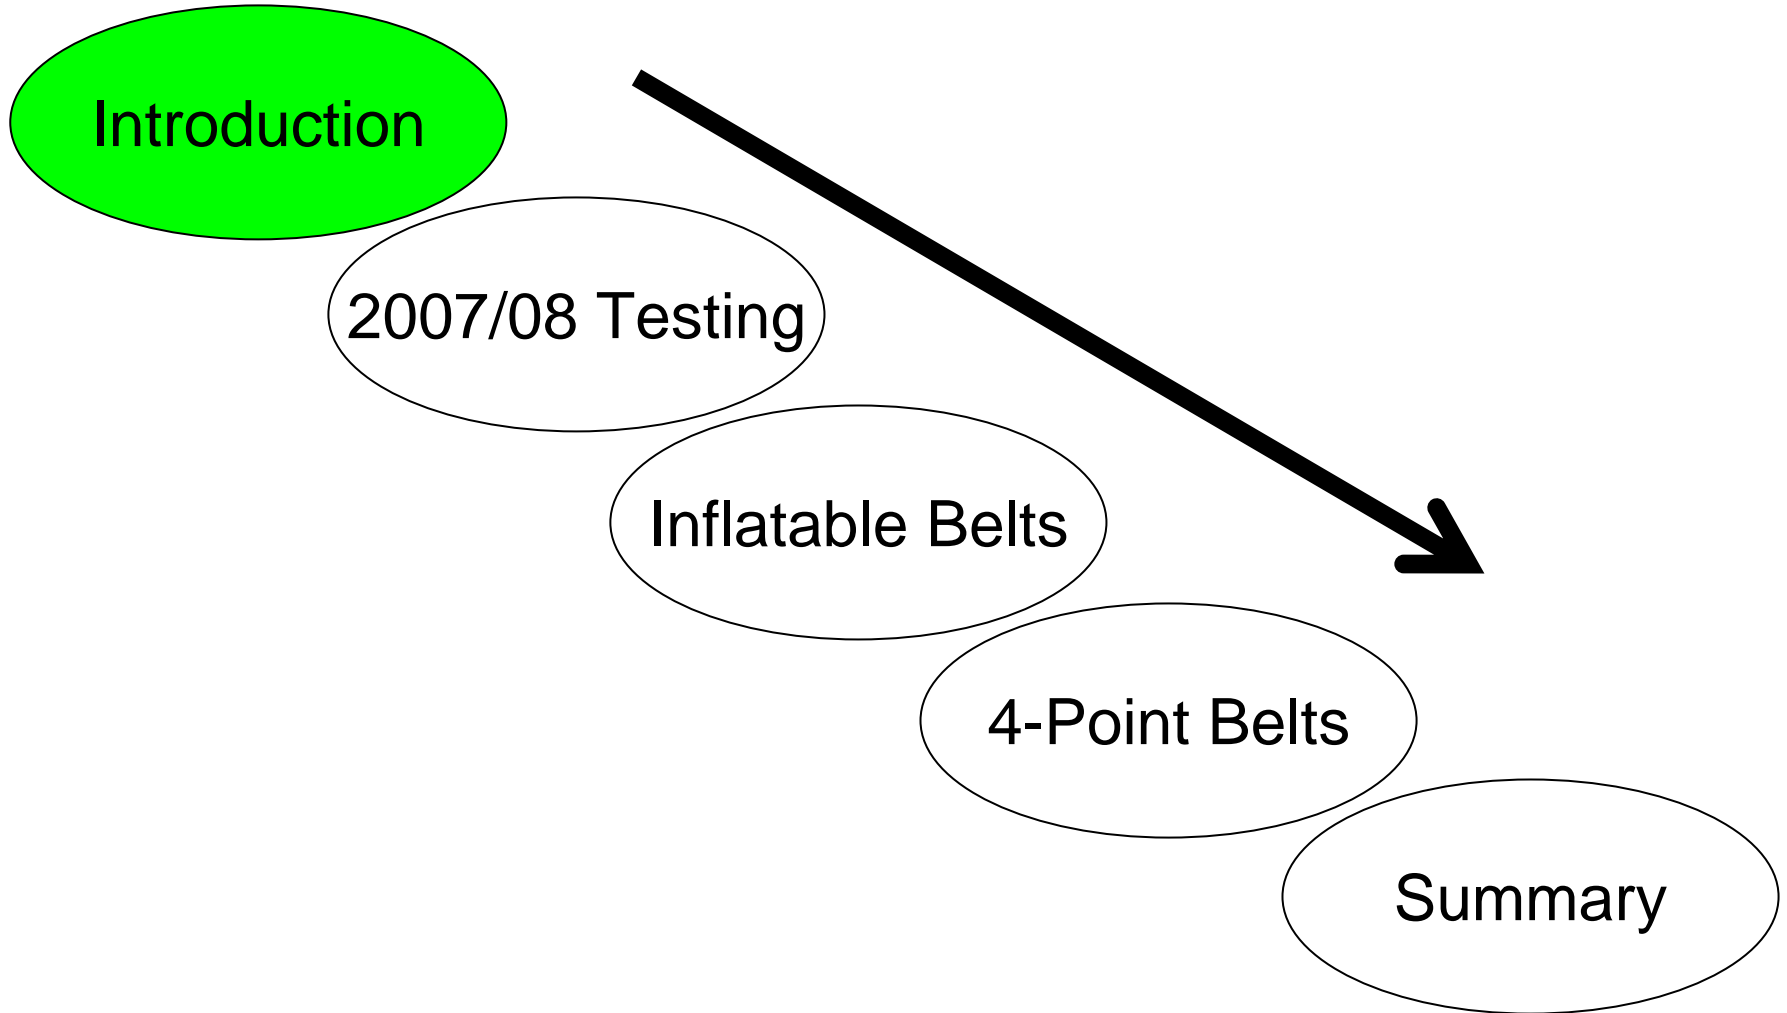 Introduction
2007/08 Testing
Inflatable Belts
4-Point Belts
Summary